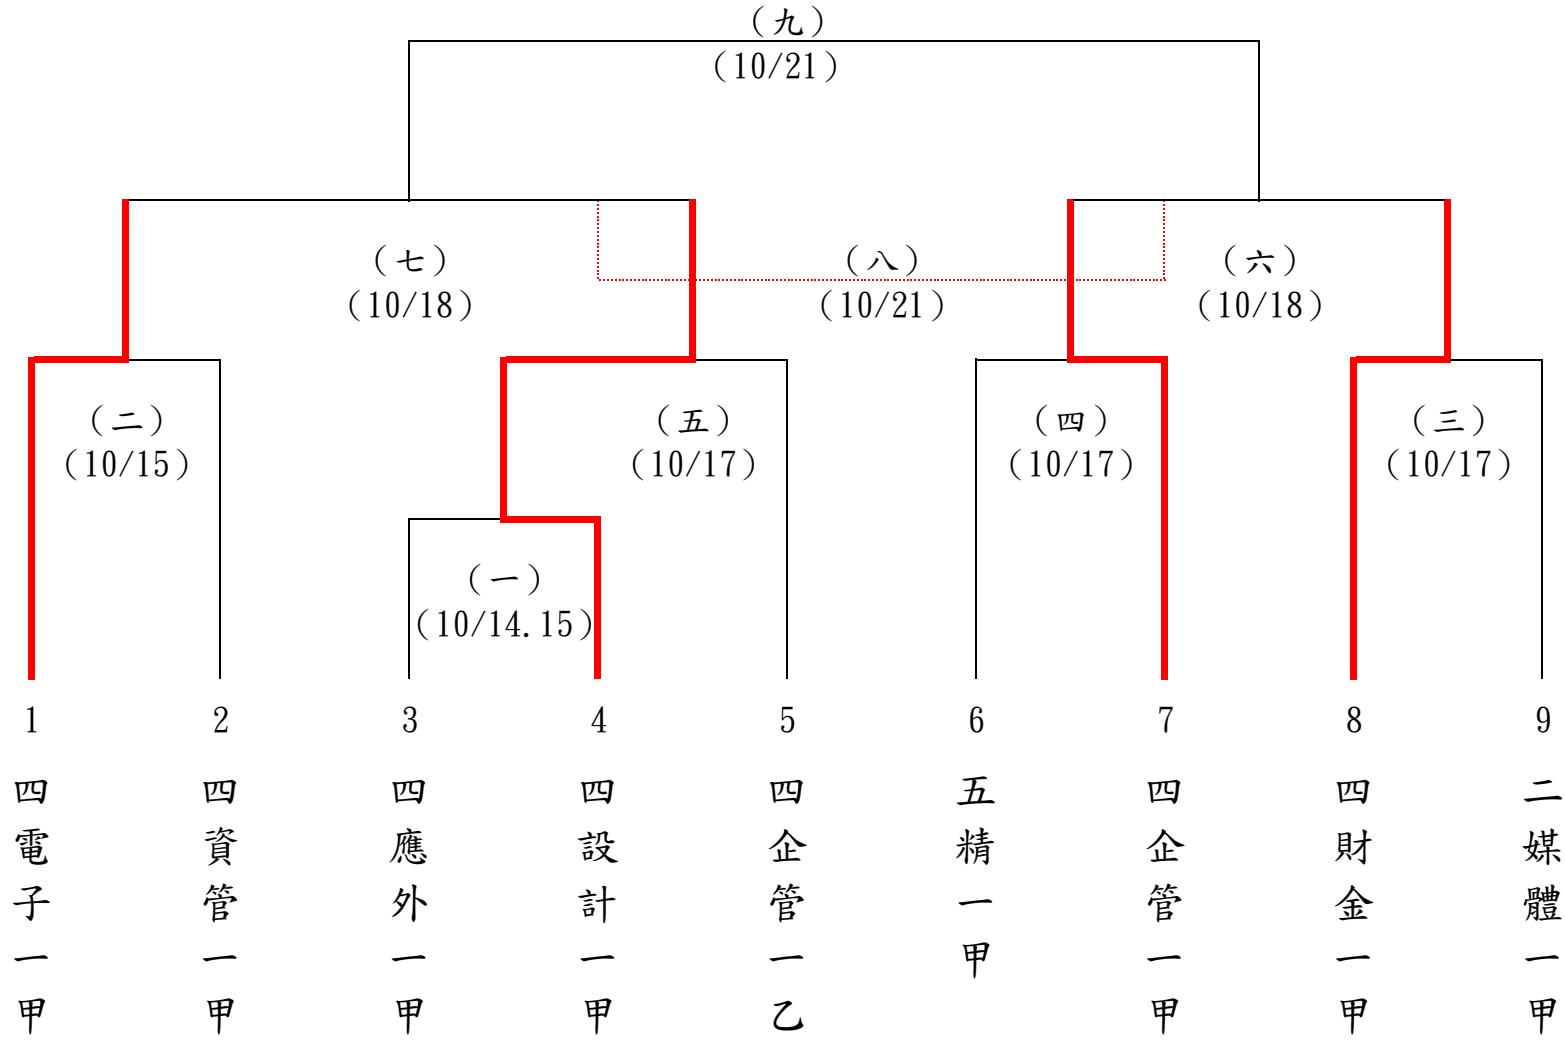 （九）
（10/21）
（七）
（10/18）
（八）
（10/21）
（六）
（10/18）
（二）
（10/15）
（五）
（10/17）
（四）
（10/17）
（三）
（10/17）
（一）
（10/14.15）
1
2
3
4
5
6
7
8
9
四電子一甲
四資管一甲
四應外一甲
四設計一甲
四企管一乙
五精一甲
四企管一甲
四財金一甲
二媒體一甲